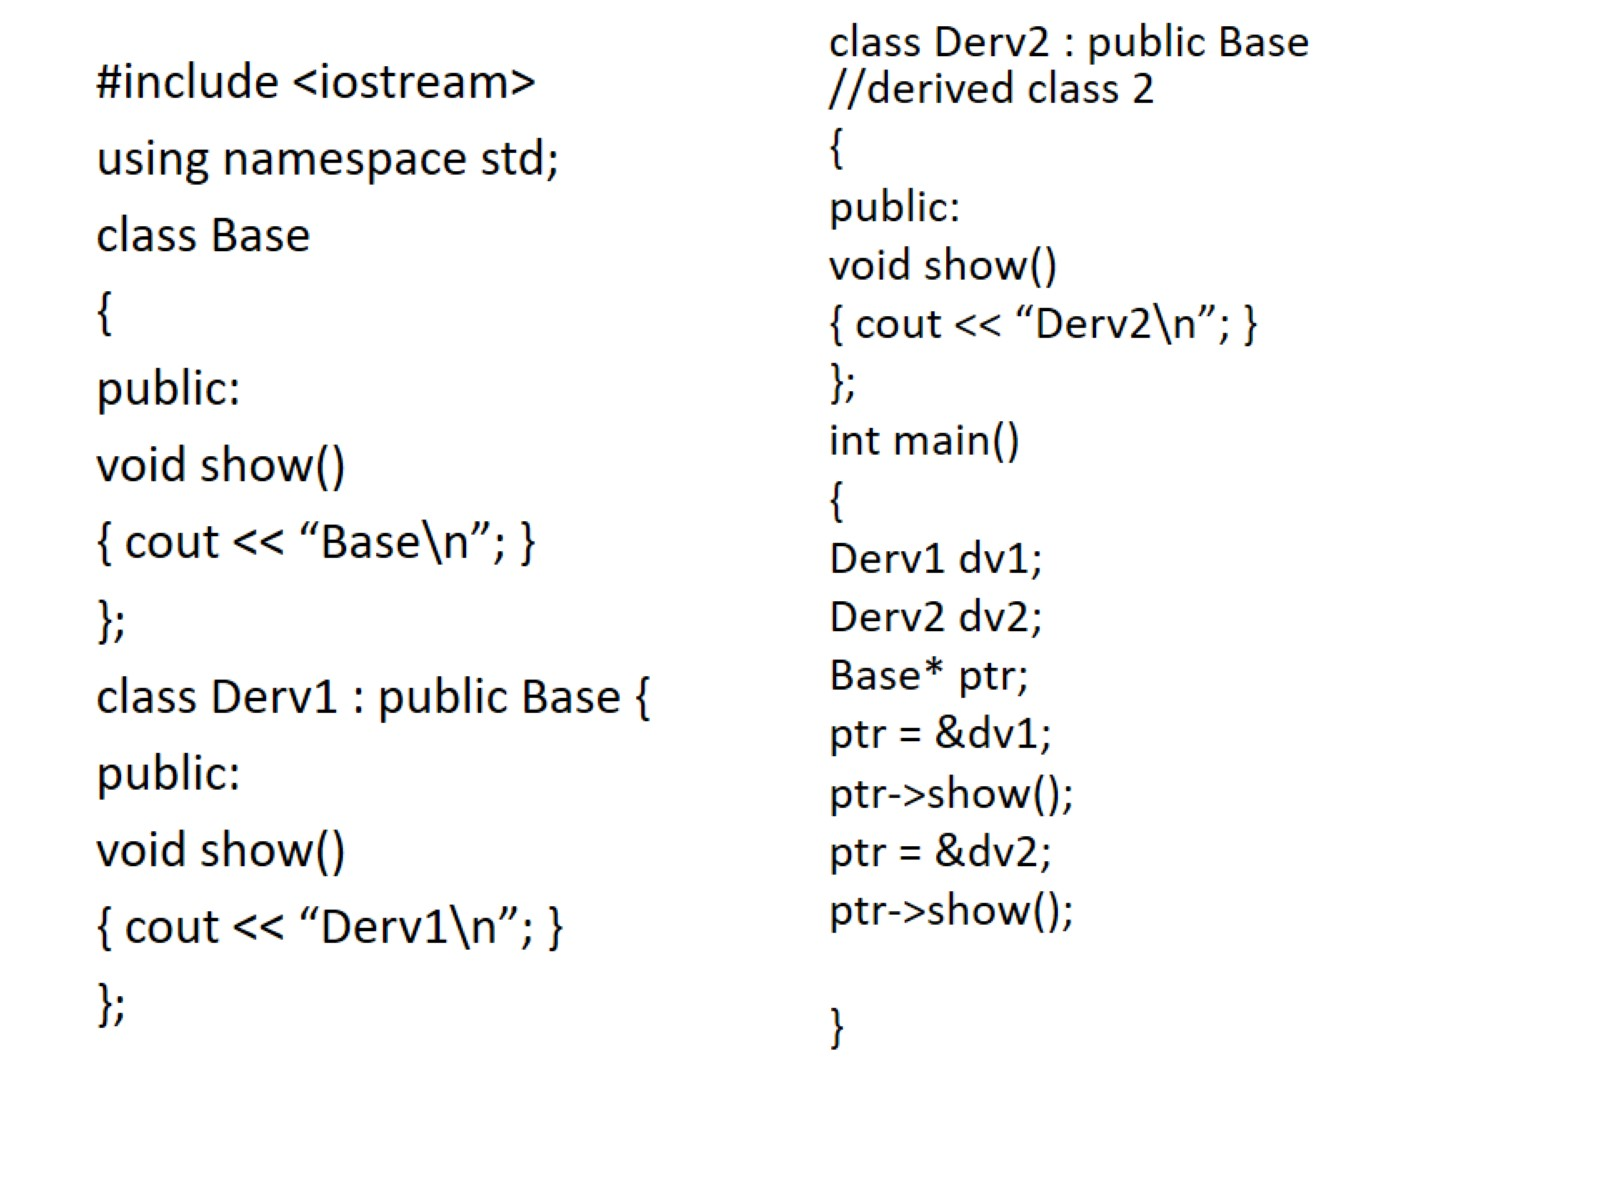 #include <iostream>
using namespace std;
class Base
{
public:
void show()
{ cout << “Base\n”; }
};
class Derv1 : public Base {
public:
void show()
{ cout << “Derv1\n”; }
};
class Derv2 : public Base
//derived class 2
{
public:
void show()
{ cout << “Derv2\n”; }
};
int main()
{
Derv1 dv1;
Derv2 dv2;
Base* ptr;
ptr = &dv1;
ptr->show();
ptr = &dv2;
ptr->show();
}